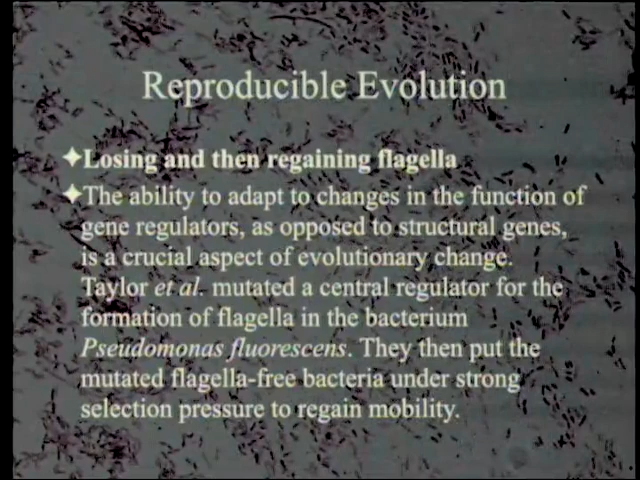 Reproducible Evolution
✦Losing and then regaining flagella
✦The ability to adapt to changes in the function of
gene regulators, as opposed to structural genes,
is a crucial aspect of evolutionary change.
Taylor et al. mutated a central regulator for the
formation of flagella in the bacterium
Pseudomonas fluorescens. They then put the
mutated flagella-free bacteria under strong
selection pressure to regain mobility.